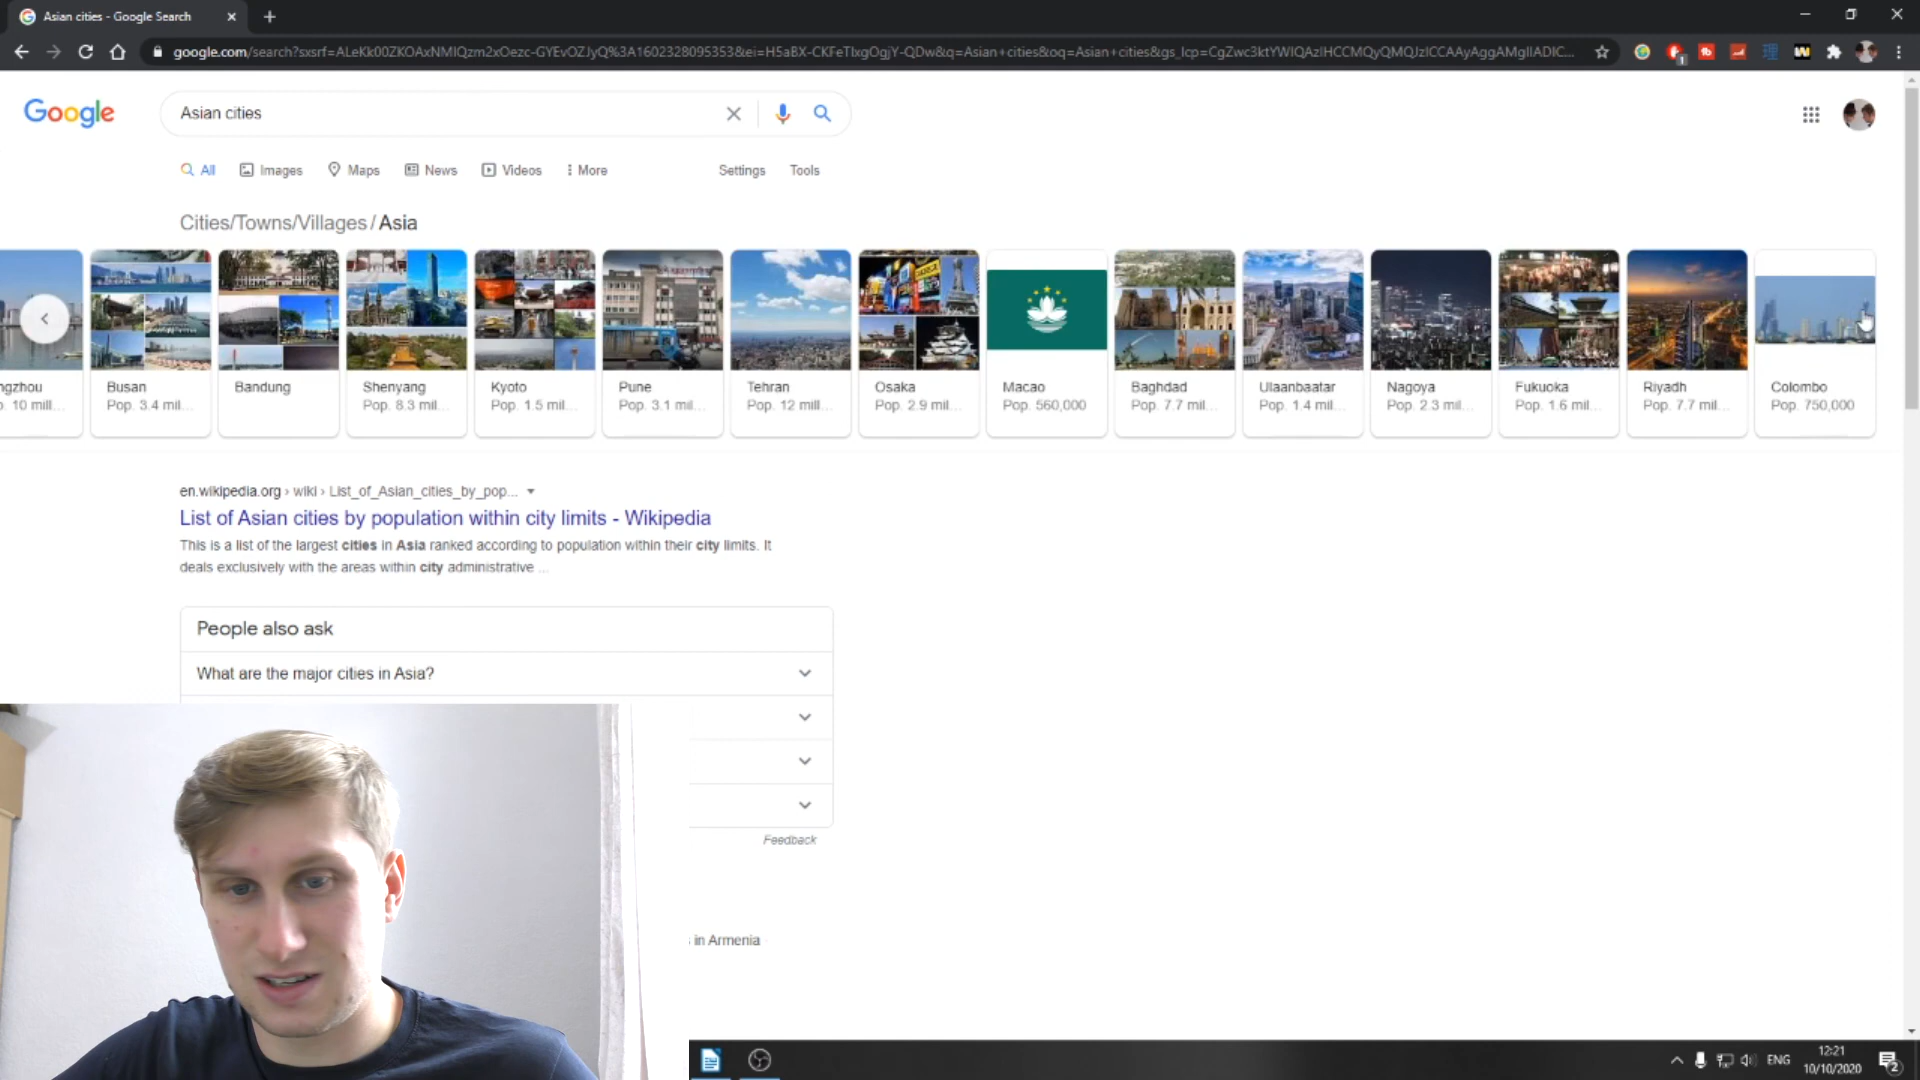 Asian cities - Google Search
google.com/search?sxsrf=ALeKk00ZKOAxNMIQzm2xOezc-GYEvOZJyQ%3A1602328095353&ei=H5aBX-CKFeTIxgOgjY-QDw&q=Asian+cities&oq=Asian+cities&gs_lcp=CgZwc3ktYWIQAzIHCCMQyQMQJzICCAAyAggAMgIIADIC...
1
Google
Asian cities
All
Images
Maps
News
Videos
More
Settings
Tools
Cities/Towns/Villages / Asia
Busan
Pop. 3.4 mil...
Bandung
Shenyang
Pop. 8.3 mil...
Kyoto
Pop. 1.5 mil...
Pune
Pop. 3.1 mil...
Tehran
Pop. 12 mill...
Osaka
Pop. 2.9 mil...
Macao
Pop. 560,000
Baghdad
Pop. 7.7 mil...
Ulaanbaatar
Pop. 1.4 mil...
Nagoya
Pop. 2.3 mil...
Fukuoka
Pop. 1.6 mil...
Riyadh
Pop. 7.7 mil...
Colombo
Pop. 750,000
en.wikipedia.org › wiki › List_of_Asian_cities_by_pop...
List of Asian cities by population within city limits - Wikipedia
This is a list of the largest cities in Asia ranked according to population within their city limits. It
deals exclusively with the areas within city administrative ...
People also ask
What are the major cities in Asia?
Feedback
in Armenia
ENG
12:21
10/10/2020
2